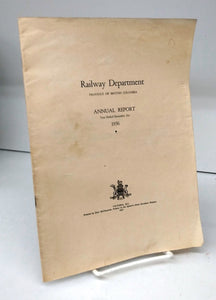 Railway Department
PROVINCE OF BRITISH COLUMBIA
ANNUAL REPORT
Year Ended December 31st
1936